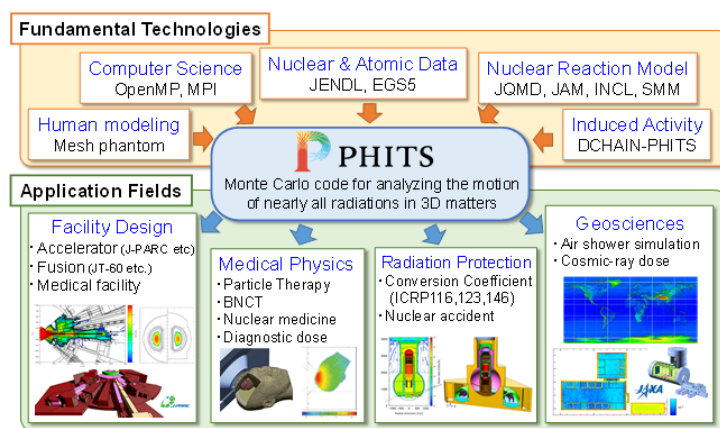 Fundamental Technologies
Computer Science
OpenMP, MPI
Nuclear & Atomic Data
JENDL, EGS5
Nuclear Reaction Model
JQMD, JAM, INCL, SMM
Human modeling
Mesh phantom
Induced Activity
DCHAIN-PHITS
PHITS
Monte Carlo code for analyzing the motion
of nearly all radiations in 3D matters
Application Fields
Facility Design
・Accelerator (J-PARC etc)
・Fusion (JT-60 etc.)
・Medical facility
Medical Physics
・Particle Therapy
・BNCT
・Nuclear medicine
・Diagnostic dose
Radiation Protection
・Conversion Coefficient
(ICRP116,123,146)
・Nuclear accident
Geosciences
・Air shower simulation
・Cosmic-ray dose
JAXA